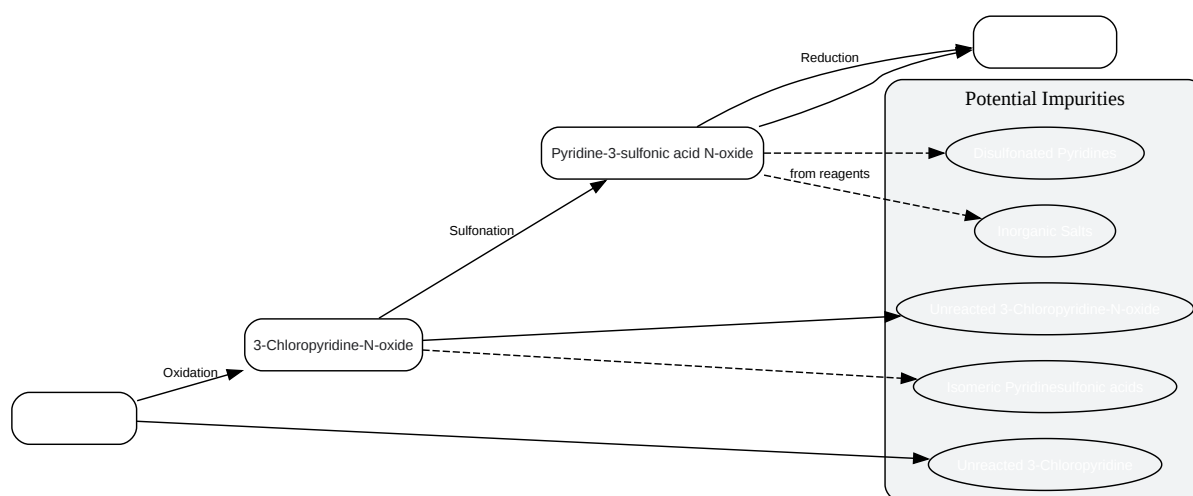 Reduction
Potential Impurities
Pyridine-3-sulfonic acid N-oxide
Disulfonated Pyridines
from reagents
Inorganic Salts
Sulfonation
Unreacted 3-Chloropyridine-N-oxide
3-Chloropyridine-N-oxide
Oxidation
Isomeric Pyridinesulfonic acids
Unreacted 3-Chloropyridine